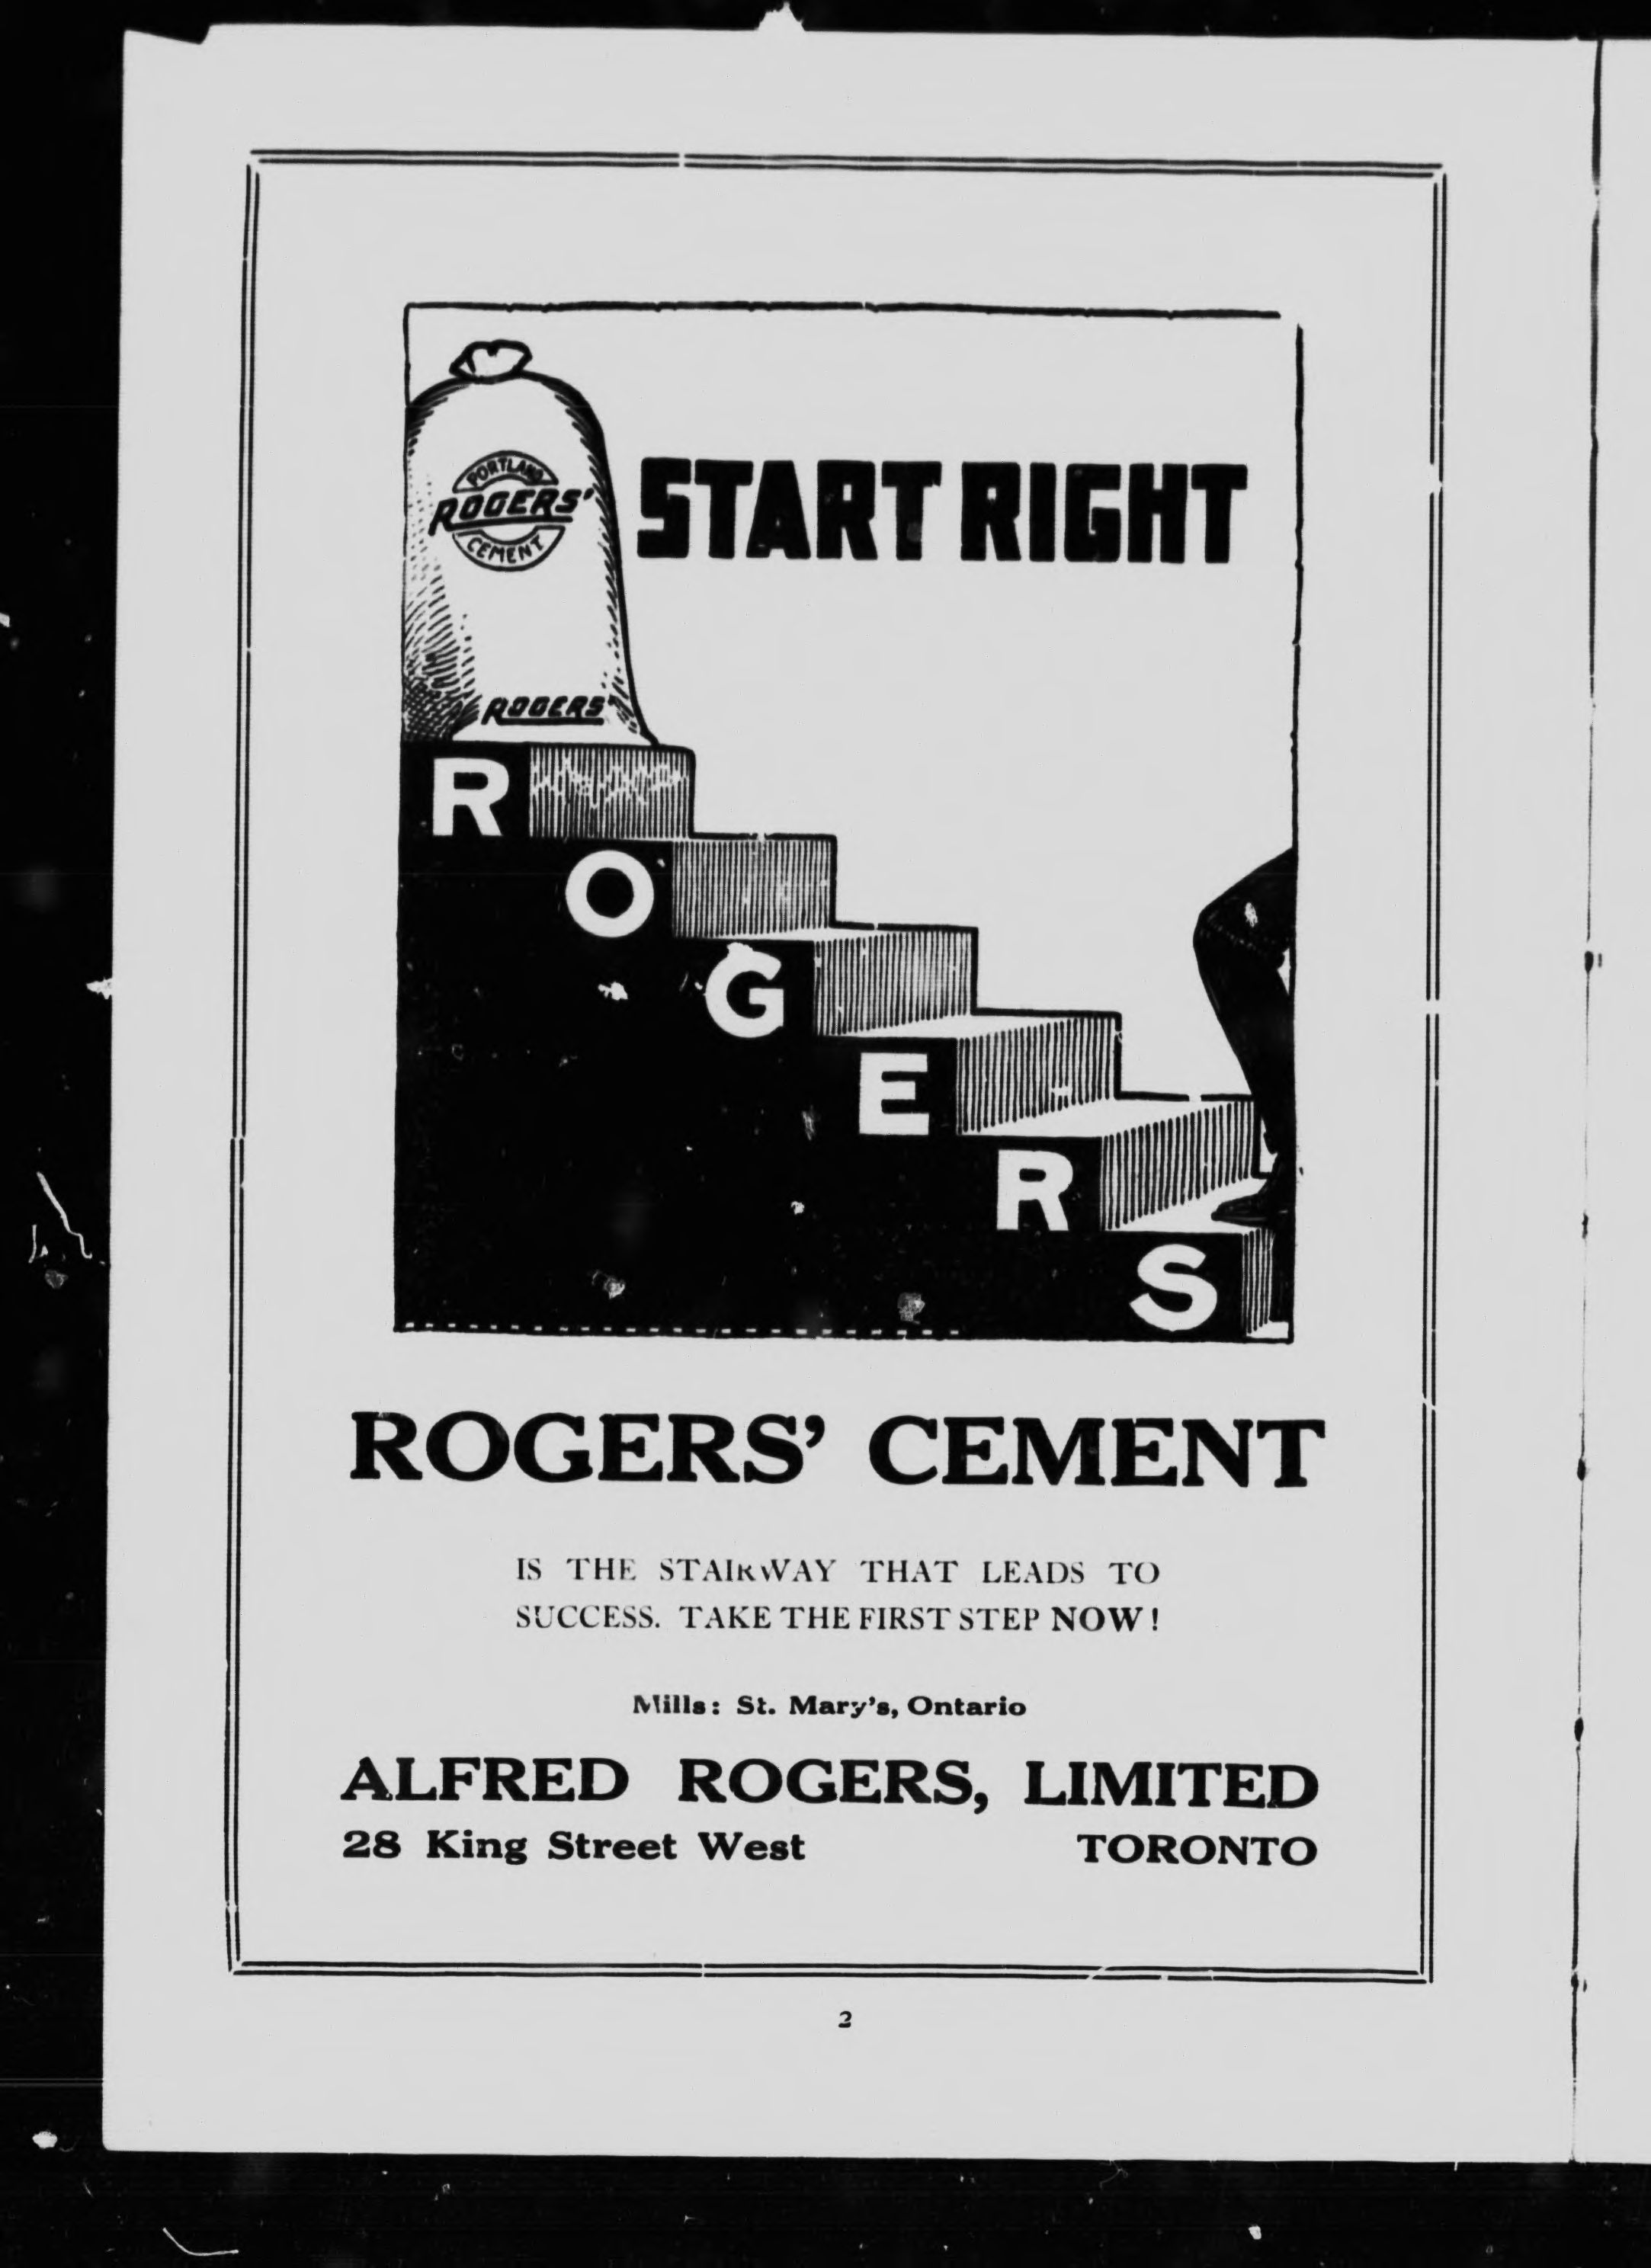 PORTLAND
ROGERS'
CEMENT
START RIGHT
ROGERS'
R
O
G
E
R
S
ROGERS' CEMENT
IS THE STAIRWAY THAT LEADS TO
SUCCESS. TAKE THE FIRST STEP NOW!
Mills: St. Mary's, Ontario
ALFRED ROGERS, LIMITED
28 King Street West TORONTO
2